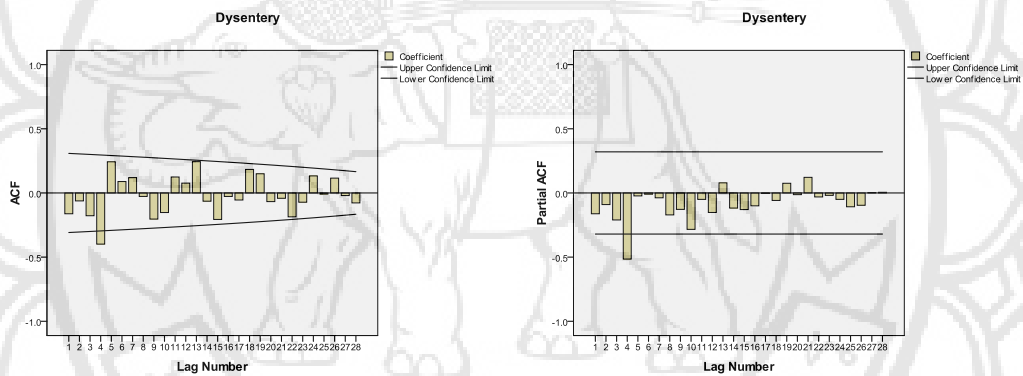 Dysentery
Coefficient
Upper Confidence Limit
Lower Confidence Limit
ACF
1.0
0.5
0.0
-0.5
-1.0
1 2 3 4 5 6 7 8 9 10 11 12 13 14 15 16 17 18 19 20 21 22 23 24 25 26 27 28
Lag Number
Dysentery
Coefficient
Upper Confidence Limit
Lower Confidence Limit
Partial ACF
1.0
0.5
0.0
-0.5
-1.0
1 2 3 4 5 6 7 8 9 10 11 12 13 14 15 16 17 18 19 20 21 22 23 24 25 26 27 28
Lag Number